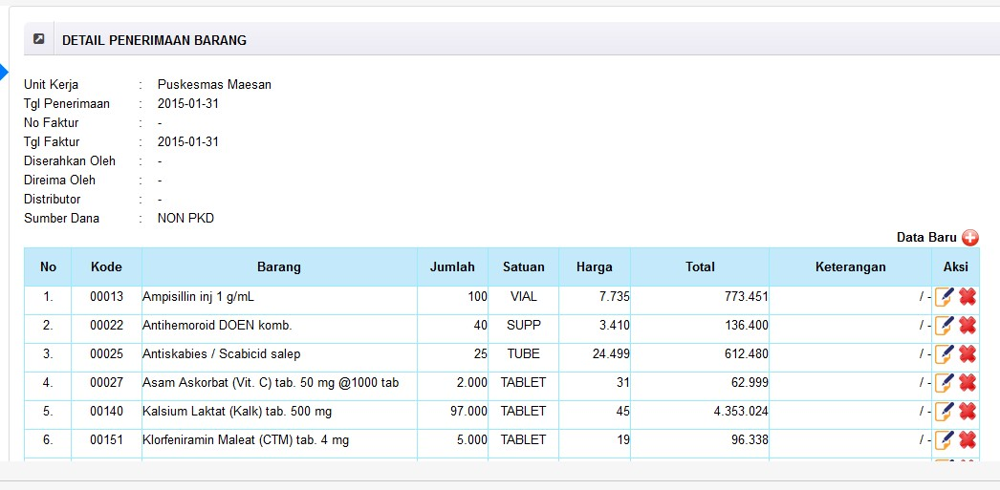 DETAIL PENERIMAAN BARANG
Unit Kerja : Puskesmas Maesan
Tgl Penerimaan : 2015-01-31
No Faktur : -
Tgl Faktur : 2015-01-31
Diserahkan Oleh : -
Direima Oleh : -
Distributor : -
Sumber Dana : NON PKD
Data Baru
No Kode Barang Jumlah Satuan Harga Total Keterangan Aksi
1. 00013 Ampisillin inj 1 g/mL 100 VIAL 7.735 773.451 / -
2. 00022 Antihemoroid DOEN komb. 40 SUPP 3.410 136.400 / -
3. 00025 Antiskabies / Scabicid salep 25 TUBE 24.499 612.480 / -
4. 00027 Asam Askorbat (Vit. C) tab. 50 mg @1000 tab 2.000 TABLET 31 62.999 / -
5. 00140 Kalsium Laktat (Kalk) tab. 500 mg 97.000 TABLET 45 4.353.024 / -
6. 00151 Klorfeniramin Maleat (CTM) tab. 4 mg 5.000 TABLET 19 96.338 / -